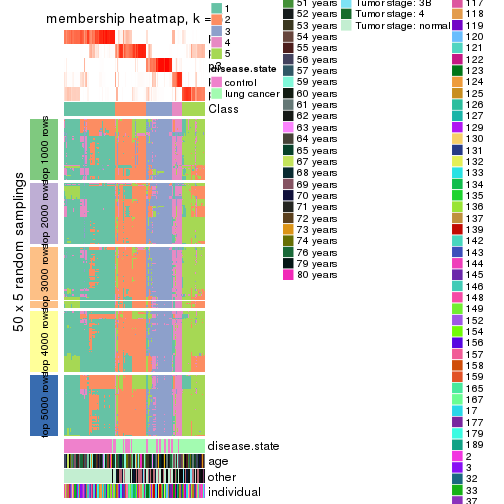 membership heatmap, k =
1
2
3
4
5
disease.state
control
lung cancer
Class
50 x 5 random samplings
top 1000 rows
top 2000 rows
top 3000 rows
top 4000 rows
top 5000 rows
disease.state
age
other
individual
51 years
52 years
53 years
54 years
55 years
56 years
57 years
59 years
60 years
61 years
62 years
63 years
64 years
65 years
67 years
68 years
69 years
70 years
71 years
72 years
73 years
74 years
76 years
79 years
80 years
Tumor stage: 3B
Tumor stage: 4
Tumor stage: normal
117
118
119
120
121
122
123
124
125
126
127
129
130
131
132
133
134
135
136
137
139
142
143
144
145
146
148
149
152
154
156
157
158
159
165
167
17
177
179
189
2
3
32
33
37